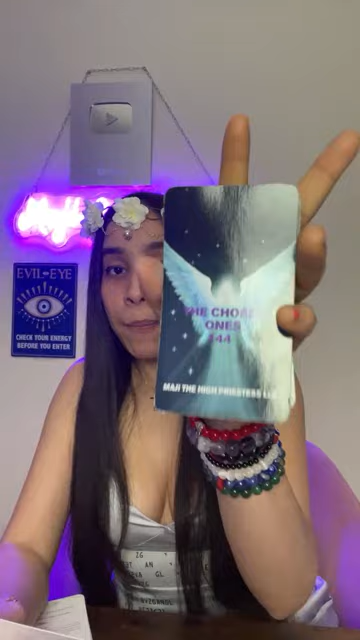 EVIL EYE
CHECK YOUR ENERGY
BEFORE YOU ENTER
THE CHOSEN
ONES
144
MAJI THE HIGH PRIESTESS LLC